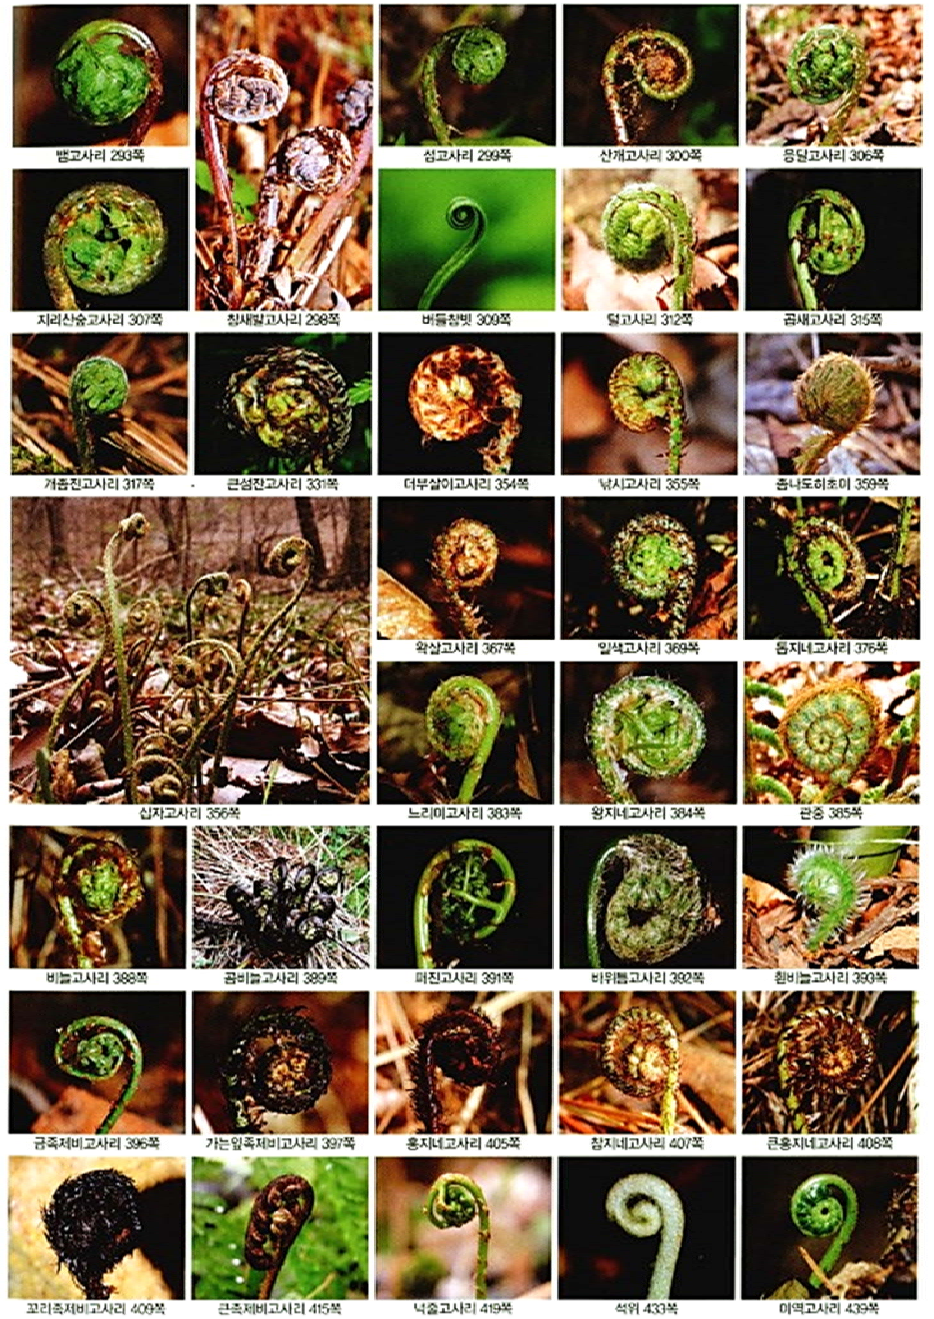 뱀고사리 293쪽
섬고사리 299쪽
산개고사리 300쪽
응달고사리 306쪽
지리산숲고사리 307쪽
참새발고사리 298쪽
버들참빗 309쪽
털고사리 312쪽
곱새고사리 315쪽
개좀진고사리 317쪽
큰섬잔고사리 331쪽
더부살이고사리 354쪽
낚시고사리 355쪽
좀나도히초미 359쪽
십자고사리 356쪽
왁살고사리 367쪽
일색고사리 369쪽
톱지네고사리 376쪽
느리미고사리 383쪽
왕지네고사리 384쪽
관중 385쪽
비늘고사리 388쪽
곰비늘고사리 389쪽
퍼진고사리 391쪽
바위틈고사리 392쪽
흰비늘고사리 393쪽
금족제비고사리 396쪽
가는잎족제비고사리 397쪽
홍지네고사리 405쪽
참지네고사리 407쪽
큰홍지네고사리 408쪽
꼬리족제비고사리 409쪽
큰족제비고사리 415쪽
넉줄고사리 419쪽
석위 433쪽
미역고사리 439쪽